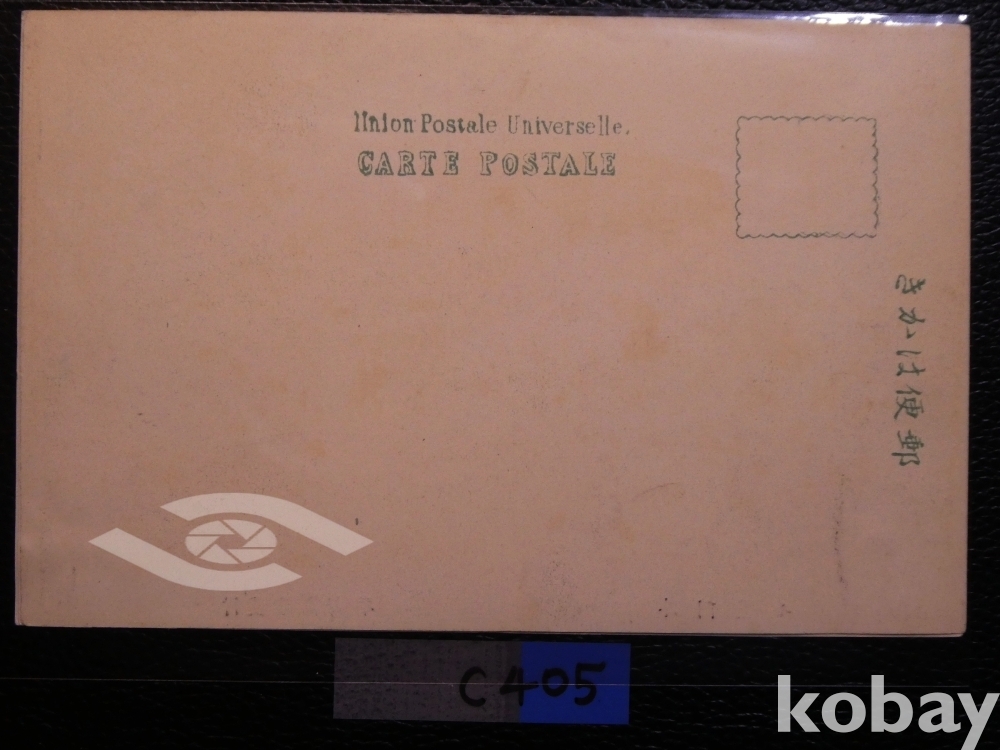 Union Postale Universelle.
CARTE POSTALE
きかは便郵
C405
kobay